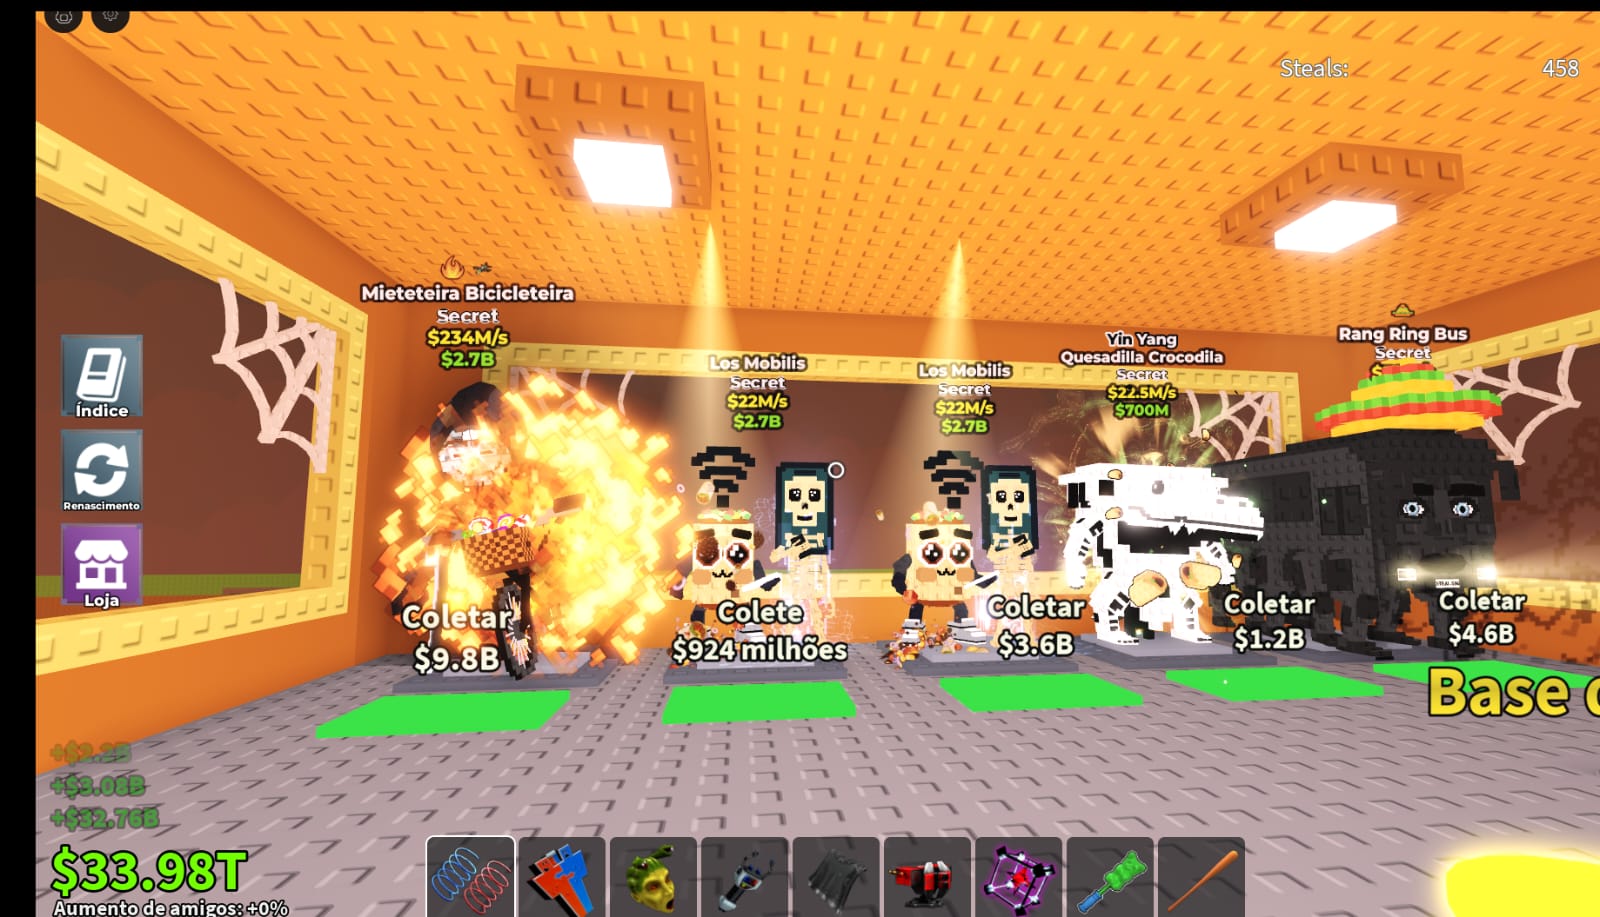 Steals: 458
Mieteteira Bicicleteira
Secret
$234M/s
$2.7B
Los Mobilis
Secret
$22M/s
$2.7B
Los Mobilis
Secret
$22M/s
$2.7B
Yin Yang
Quesadilla Crocodila
Secret
$22.5M/s
$700M
Rang Ring Bus
Secret
$
Índice
Renascimento
Loja
Coletar
$9.8B
Colete
$924 milhões
Coletar
$3.6B
Coletar
$1.2B
Coletar
$4.6B
Base
+$2.2B
+$3.08B
+$32.76B
$33.98T
Aumento de amigos: +0%